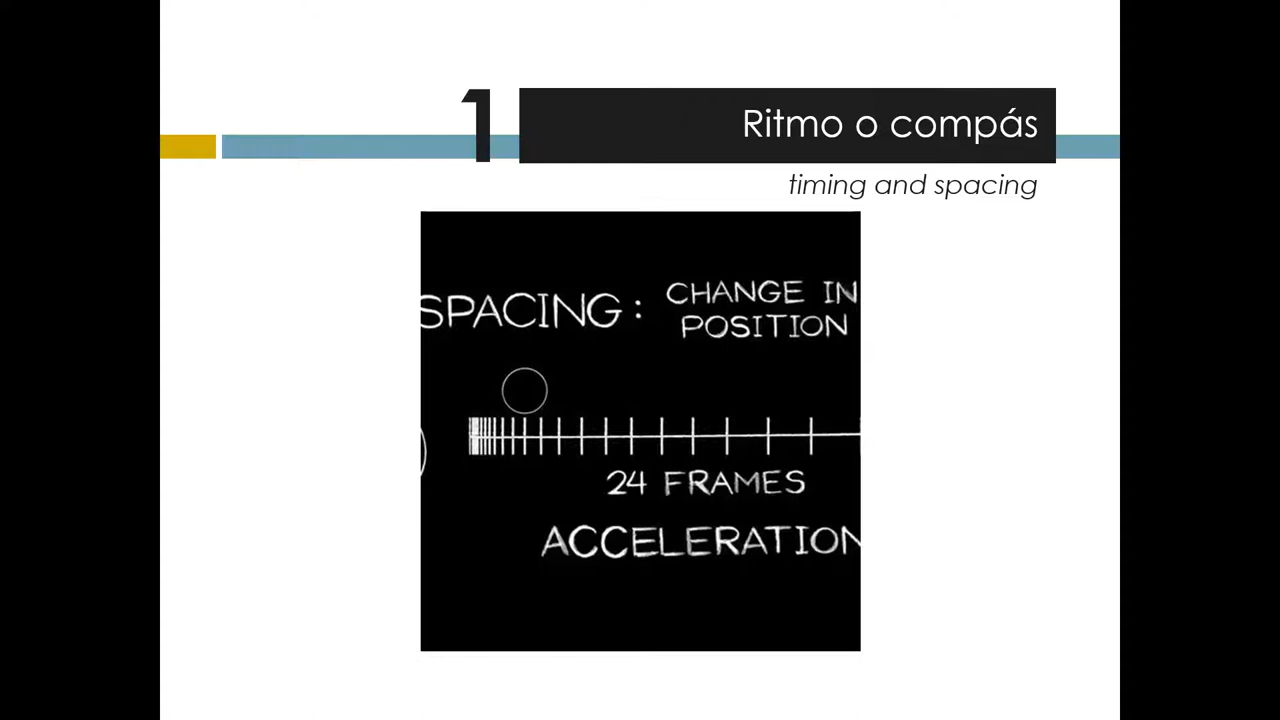 1
Ritmo o compás
timing and spacing
SPACING: CHANGE IN
POSITION
24 FRAMES
ACCELERATION